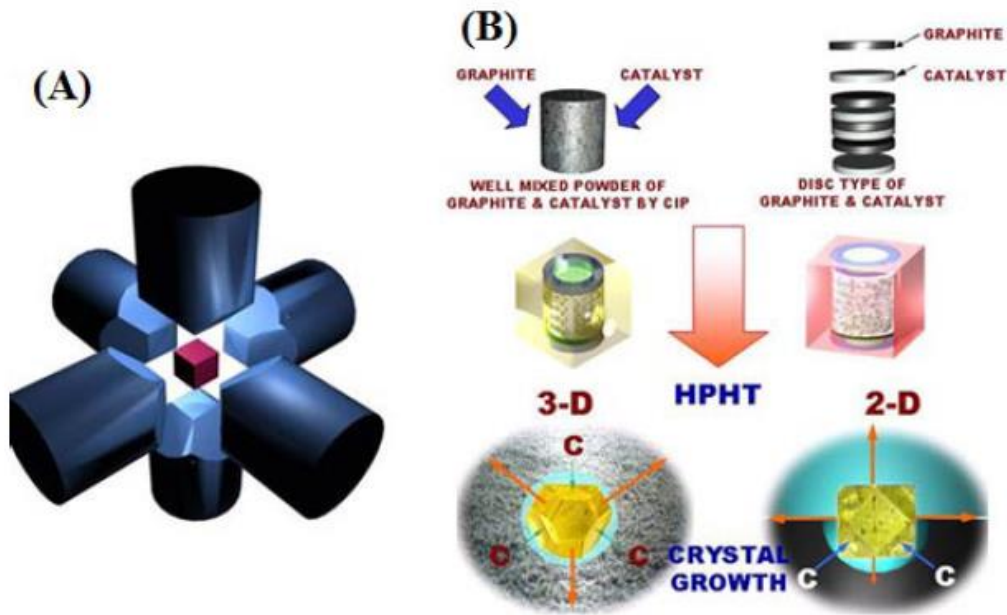 (A)
(B)
GRAPHITE
CATALYST
WELL MIXED POWDER OF
GRAPHITE & CATALYST BY CIP
GRAPHITE
CATALYST
DISC TYPE OF
GRAPHITE & CATALYST
3-D
HPHT
2-D
C
C
C
CRYSTAL
GROWTH
C
C